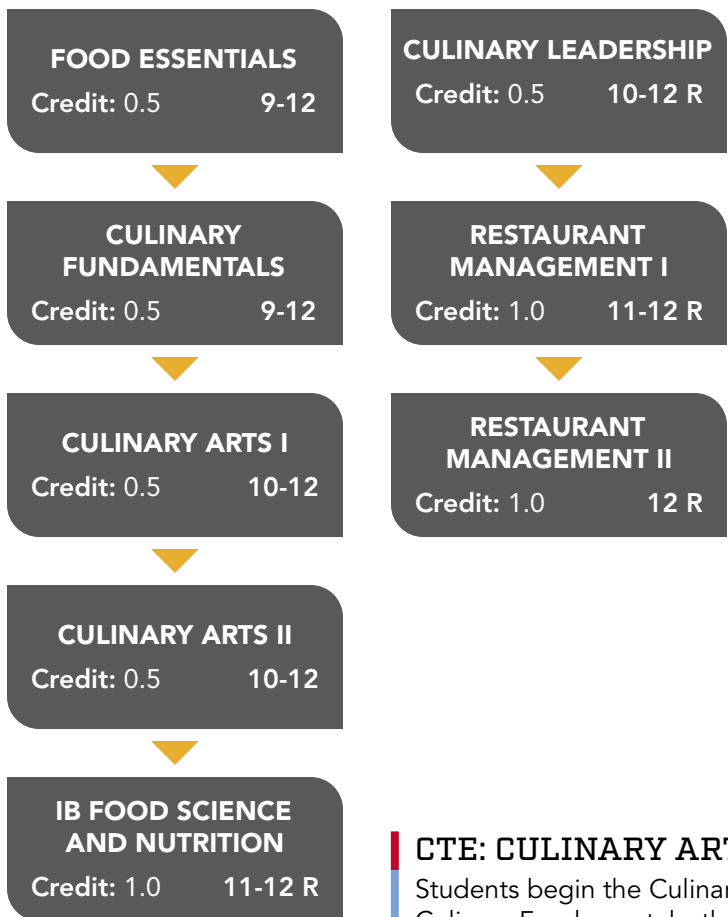 FOOD ESSENTIALS
Credit: 0.5 9-12
CULINARY
FUNDAMENTALS
Credit: 0.5 9-12
CULINARY ARTS I
Credit: 0.5 10-12
CULINARY ARTS II
Credit: 0.5 10-12
IB FOOD SCIENCE
AND NUTRITION
Credit: 1.0 11-12 R
CULINARY LEADERSHIP
Credit: 0.5 10-12 R
RESTAURANT
MANAGEMENT I
Credit: 1.0 11-12 R
RESTAURANT
MANAGEMENT II
Credit: 1.0 12 R
CTE: CULINARY ART
Students begin the Culinar